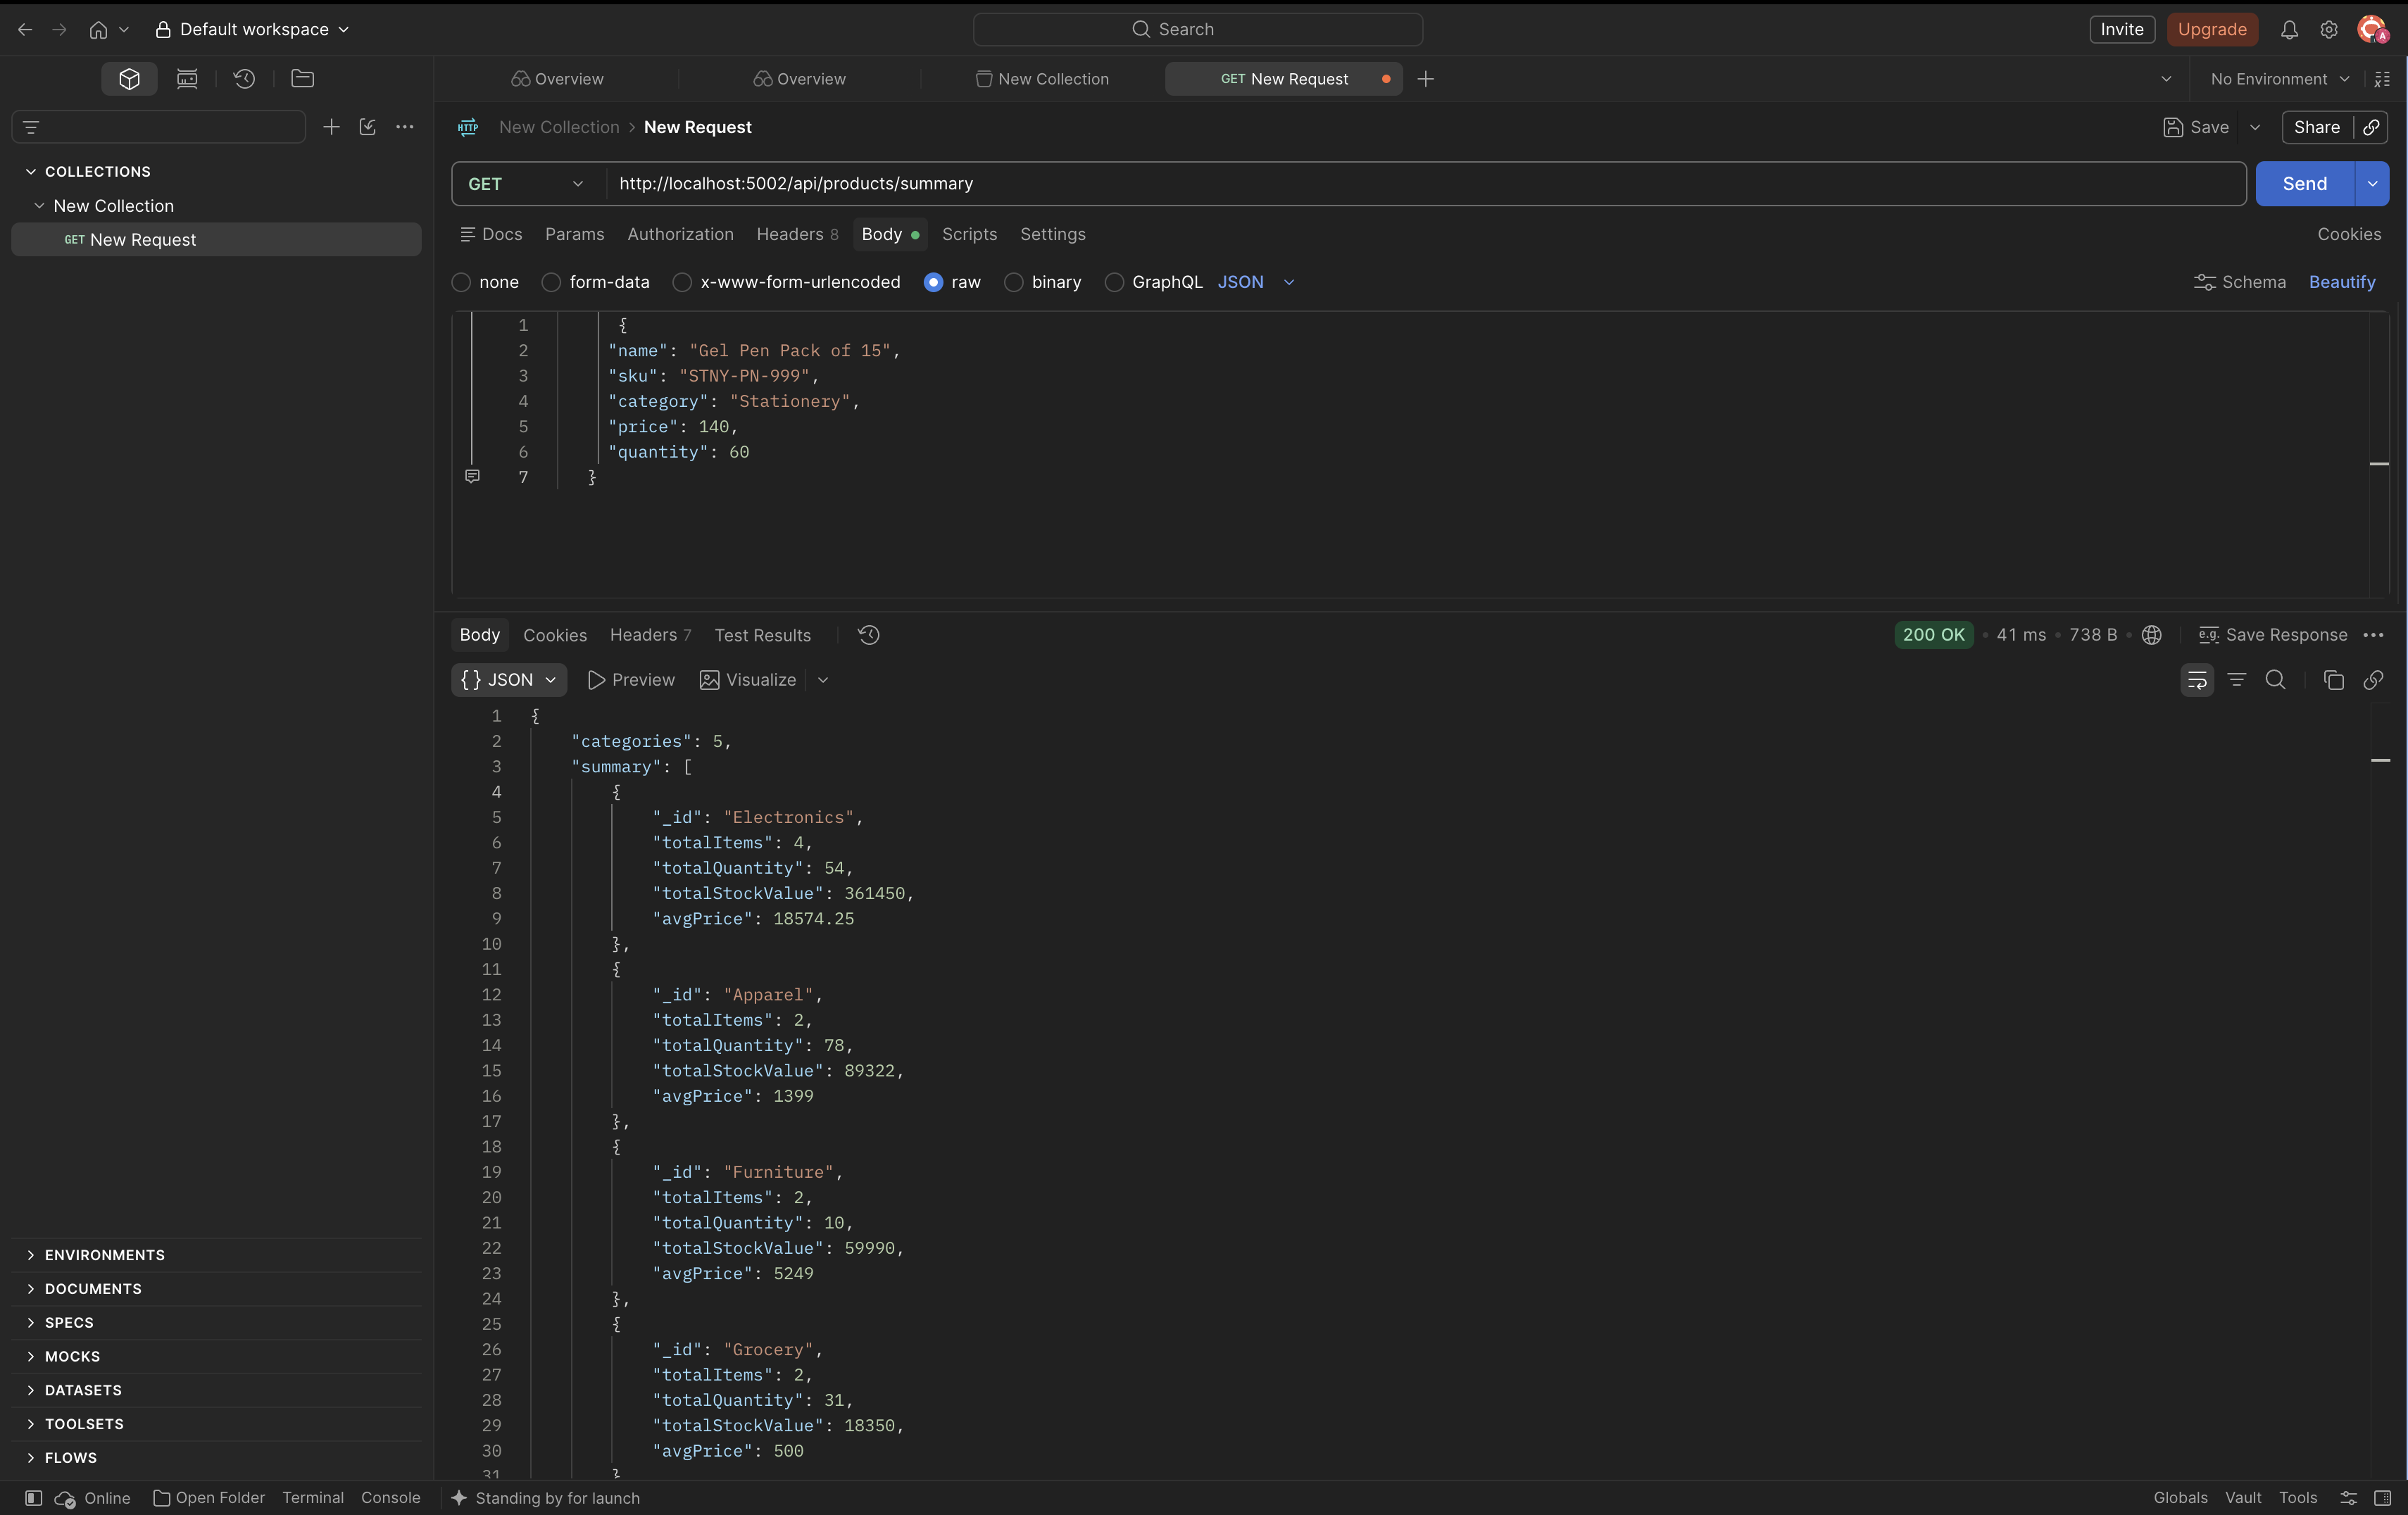 Default workspace
Search
Invite
Upgrade
A
Overview
Overview
New Collection
GET New Request
No Environment
HTTP New Collection > New Request
Save
Share
COLLECTIONS
New Collection
GET New Request
GET
http://localhost:5002/api/products/summary
Send
Docs Params Authorization Headers 8 Body Scripts Settings
Cookies
none form-data x-www-form-urlencoded raw binary GraphQL JSON
Schema Beautify
1 {
2 "name": "Gel Pen Pack of 15",
3 "sku": "STNY-PN-999",
4 "category": "Stationery",
5 "price": 140,
6 "quantity": 60
7 }
Body Cookies Headers 7 Test Results
200 OK • 41 ms • 738 B •
e.g. Save Response
{ } JSON Preview Visualize
1 {
2 "categories": 5,
3 "summary": [
4 {
5 "_id": "Electronics",
6 "totalItems": 4,
7 "totalQuantity": 54,
8 "totalStockValue": 361450,
9 "avgPrice": 18574.25
10 },
11 {
12 "_id": "Apparel",
13 "totalItems": 2,
14 "totalQuantity": 78,
15 "totalStockValue": 89322,
16 "avgPrice": 1399
17 },
18 {
19 "_id": "Furniture",
20 "totalItems": 2,
21 "totalQuantity": 10,
22 "totalStockValue": 59990,
23 "avgPrice": 5249
24 },
25 {
26 "_id": "Grocery",
27 "totalItems": 2,
28 "totalQuantity": 31,
29 "totalStockValue": 18350,
30 "avgPrice": 500
31 }
ENVIRONMENTS
DOCUMENTS
SPECS
MOCKS
DATASETS
TOOLSETS
FLOWS
Online Open Folder Terminal Console Standing by for launch
Globals Vault Tools